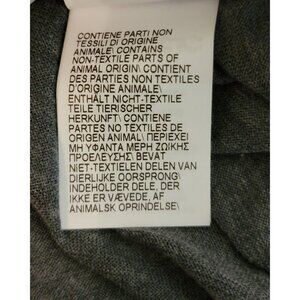 CONTIENE PARTI NON
TESSILI DI ORIGINE
ANIMALE\ CONTAINS
NON-TEXTILE PARTS OF
ANIMAL ORIGIN\ CONTIENT
DES PARTIES NON TEXTILES
D'ORIGINE ANIMALE\
ENTHÄLT NICHT-TEXTILE
TEILE TIERISCHER
HERKUNFT\ CONTIENE
PARTES NO TEXTILES DE
ORIGEN ANIMAL\ ΠΕΡΙΕΧΕΙ
ΜΗ ΥΦΑΝΤΑ ΜΕΡΗ ΖΩΙΚΗΣ
ΠΡΟΕΛΕΥΣΗΣ\ BEVAT
NIET-TEXTIELEN DELEN VAN
DIERLIJKE OORSPRONG\
INDEHOLDER DELE, DER
IKKE ER VÆVEDE, AF
ANIMALSK OPRINDELSE\